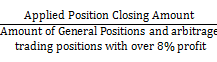 Applied Position Closing Amount
Amount of General Positions and arbitrage
trading positions with over 8% profit